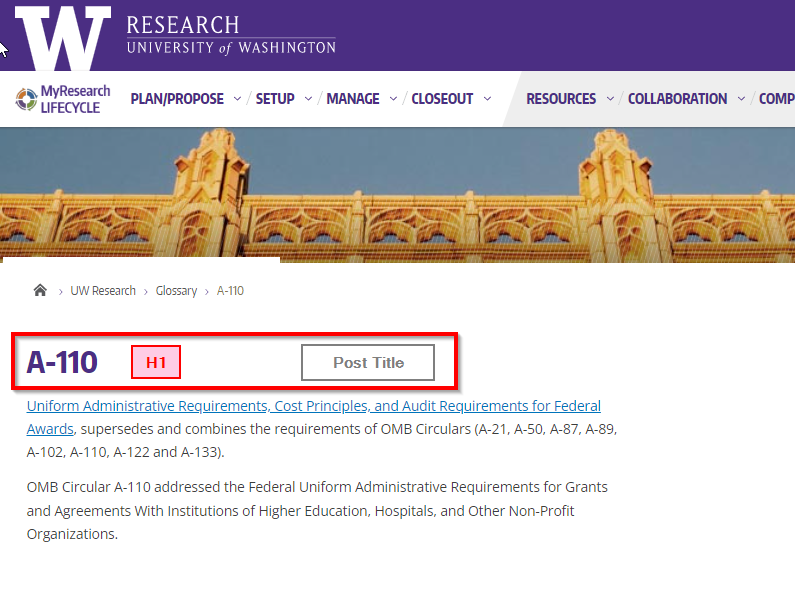 W RESEARCH
UNIVERSITY of WASHINGTON
MyResearch
LIFECYCLE
PLAN/PROPOSE / SETUP / MANAGE / CLOSEOUT RESOURCES / COLLABORATION / COMP
> UW Research > Glossary > A-110
A-110 H1 Post Title
Uniform Administrative Requirements, Cost Principles, and Audit Requirements for Federal
Awards, supersedes and combines the requirements of OMB Circulars (A-21, A-50, A-87, A-89,
A-102, A-110, A-122 and A-133).
OMB Circular A-110 addressed the Federal Uniform Administrative Requirements for Grants
and Agreements With Institutions of Higher Education, Hospitals, and Other Non-Profit
Organizations.